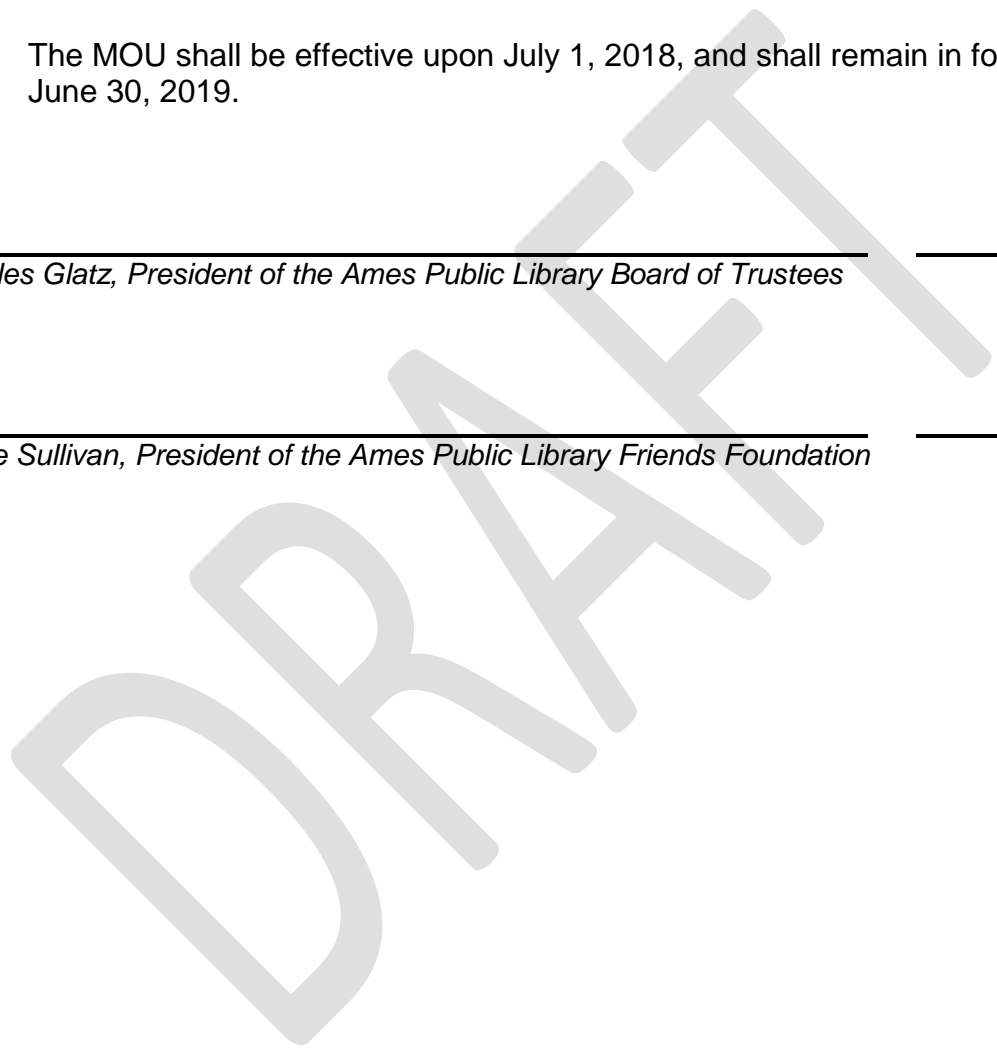 The MOU shall be effective upon July 1, 2018, and shall remain in fo
June 30, 2019.
les Glatz, President of the Ames Public Library Board of Trustees
e Sullivan, President of the Ames Public Library Friends Foundation
DRAFT